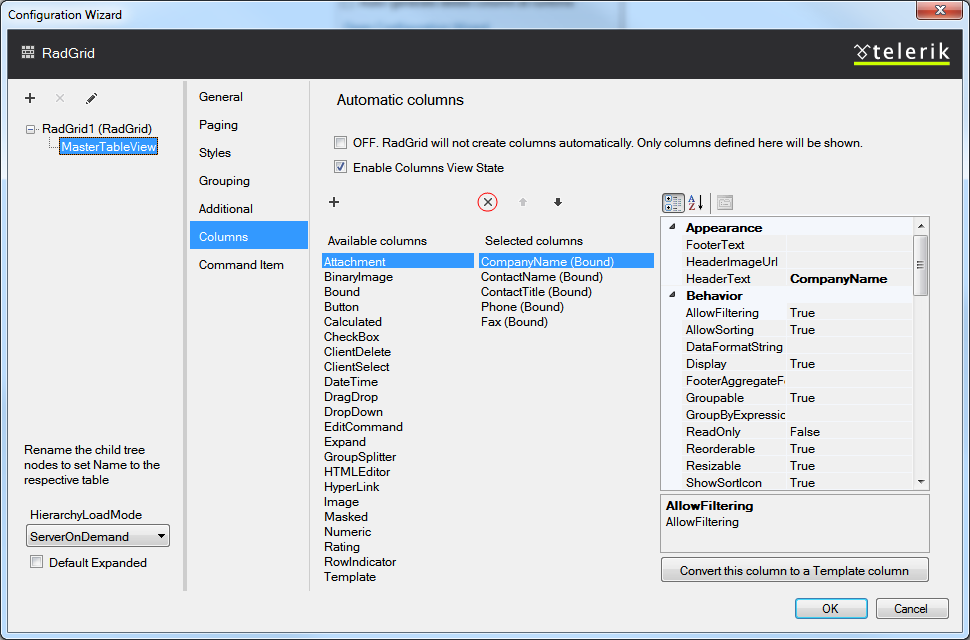 Configuration Wizard
RadGrid
telerik
RadGrid1 (RadGrid)
MasterTableView
Rename the child tree
nodes to set Name to the
respective table
HierarchyLoadMode
ServerOnDemand
Default Expanded
General
Paging
Styles
Grouping
Additional
Columns
Command Item
Automatic columns
OFF. RadGrid will not create columns automatically. Only columns defined here will be shown.
Enable Columns View State
Available columns
Attachment
BinaryImage
Bound
Button
Calculated
CheckBox
ClientDelete
ClientSelect
DateTime
DragDrop
DropDown
EditCommand
Expand
GroupSplitter
HTMLEditor
HyperLink
Image
Masked
Numeric
Rating
RowIndicator
Template
Selected columns
CompanyName (Bound)
ContactName (Bound)
ContactTitle (Bound)
Phone (Bound)
Fax (Bound)
A Z
Appearance
FooterText
HeaderImageUrl
HeaderText CompanyName
Behavior
AllowFiltering True
AllowSorting True
DataFormatString
Display True
FooterAggregateFo
Groupable True
GroupByExpressic
ReadOnly False
Reorderable True
Resizable True
ShowSortIcon True
AllowFiltering
AllowFiltering
Convert this column to a Template column
OK Cancel